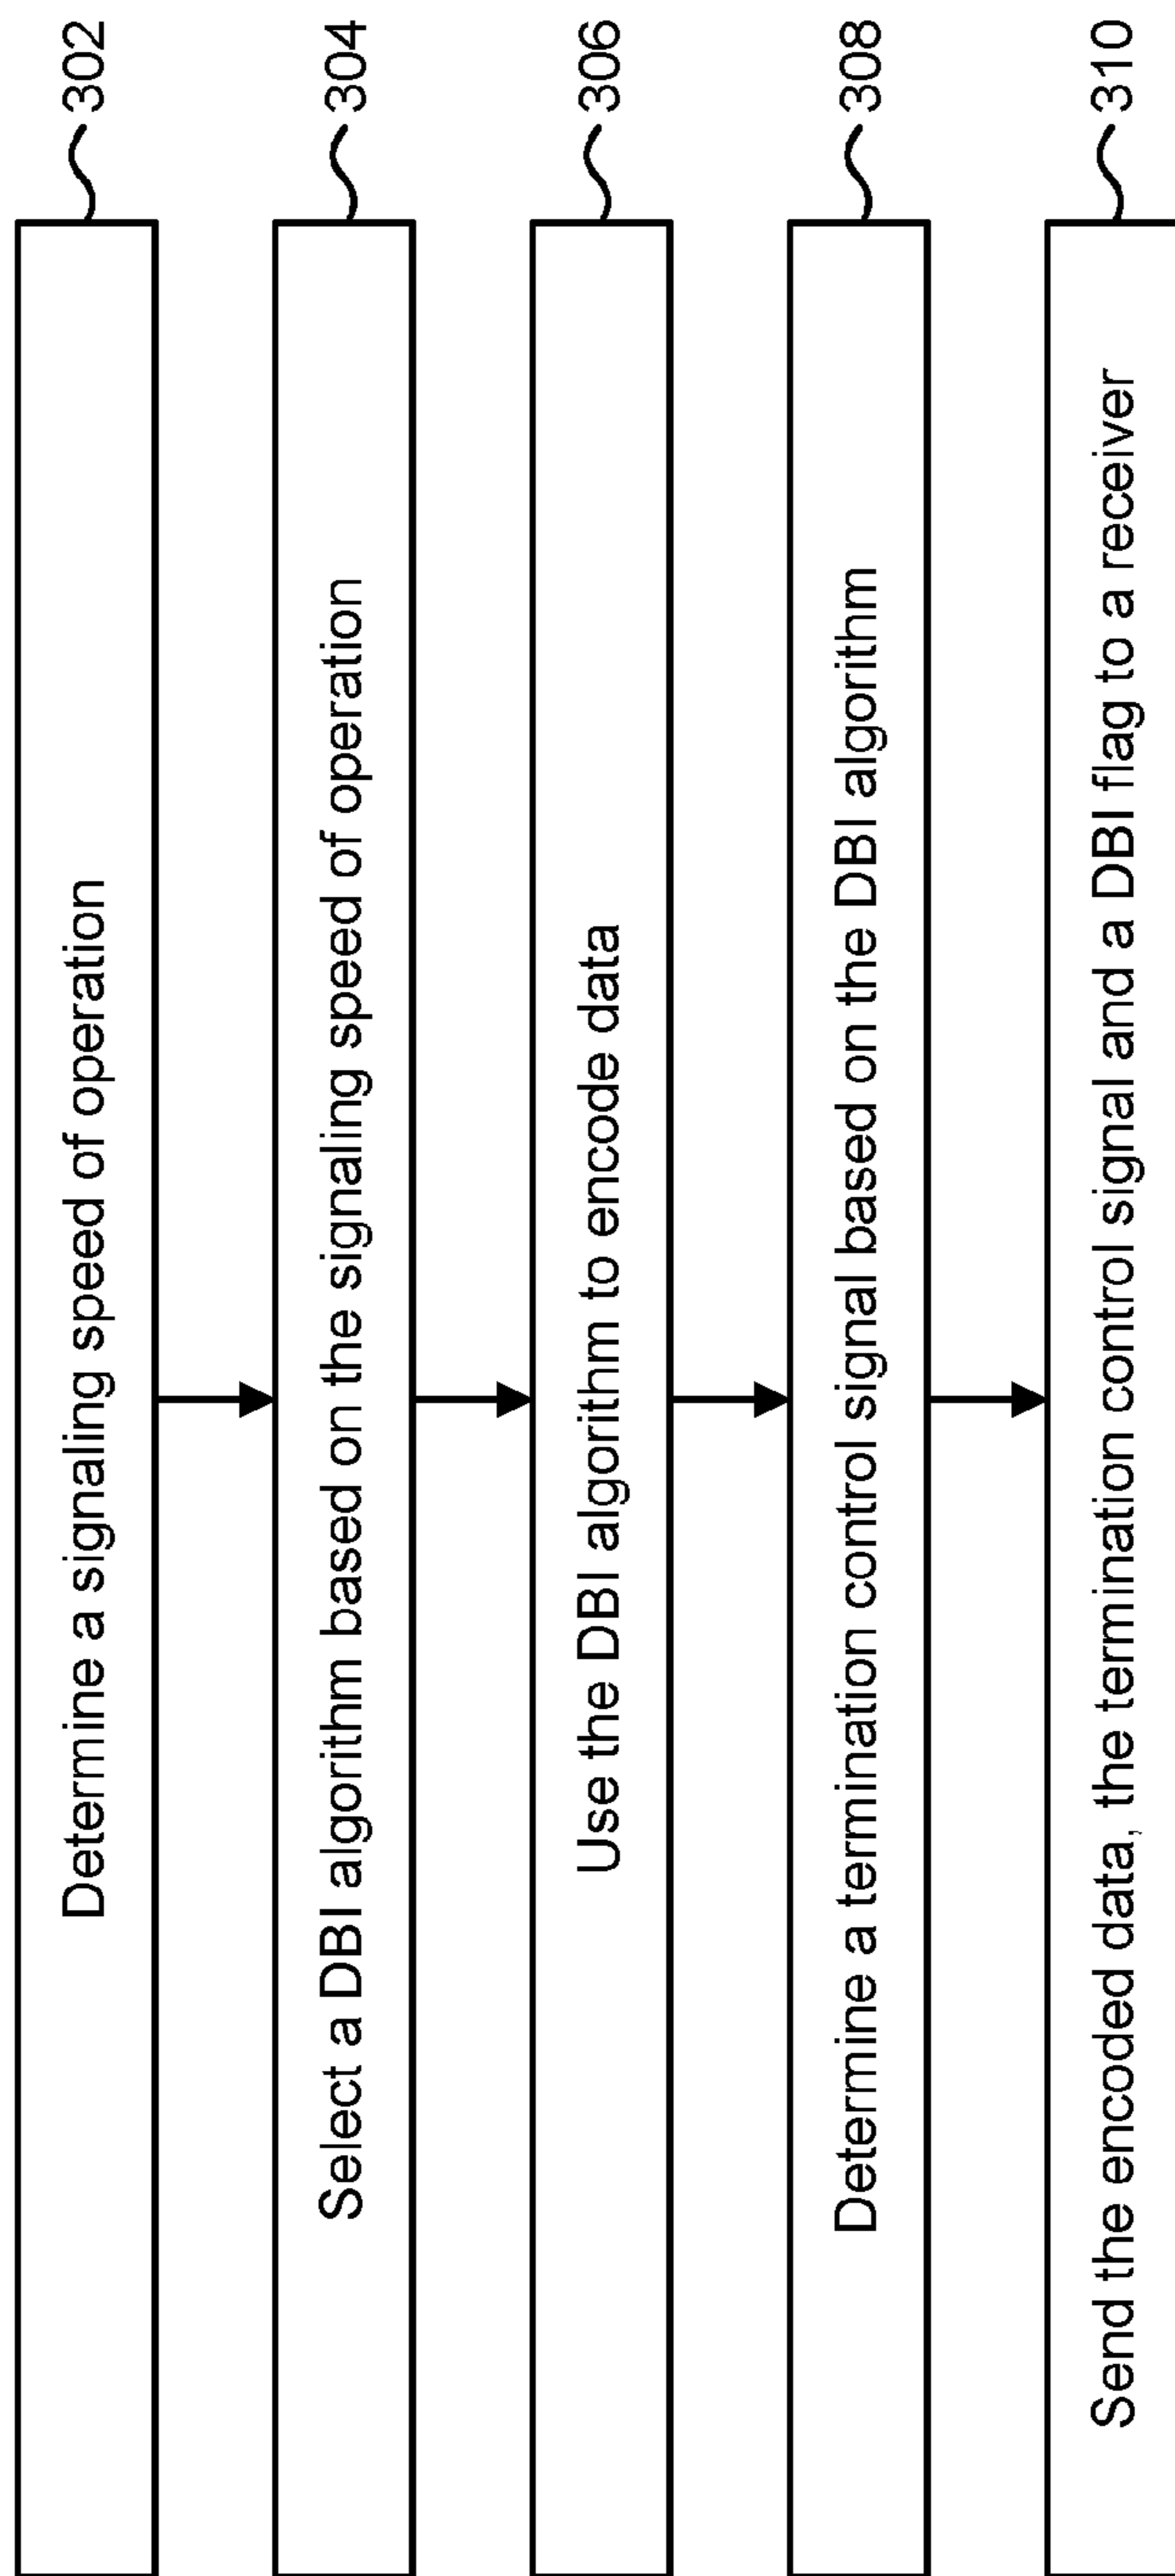 Determine a signaling speed of operation 302
Select a DBI algorithm based on the signaling speed of operation 304
Use the DBI algorithm to encode data 306
Determine a termination control signal based on the DBI algorithm 308
Send the encoded data, the termination control signal and a DBI flag to a receiver 310